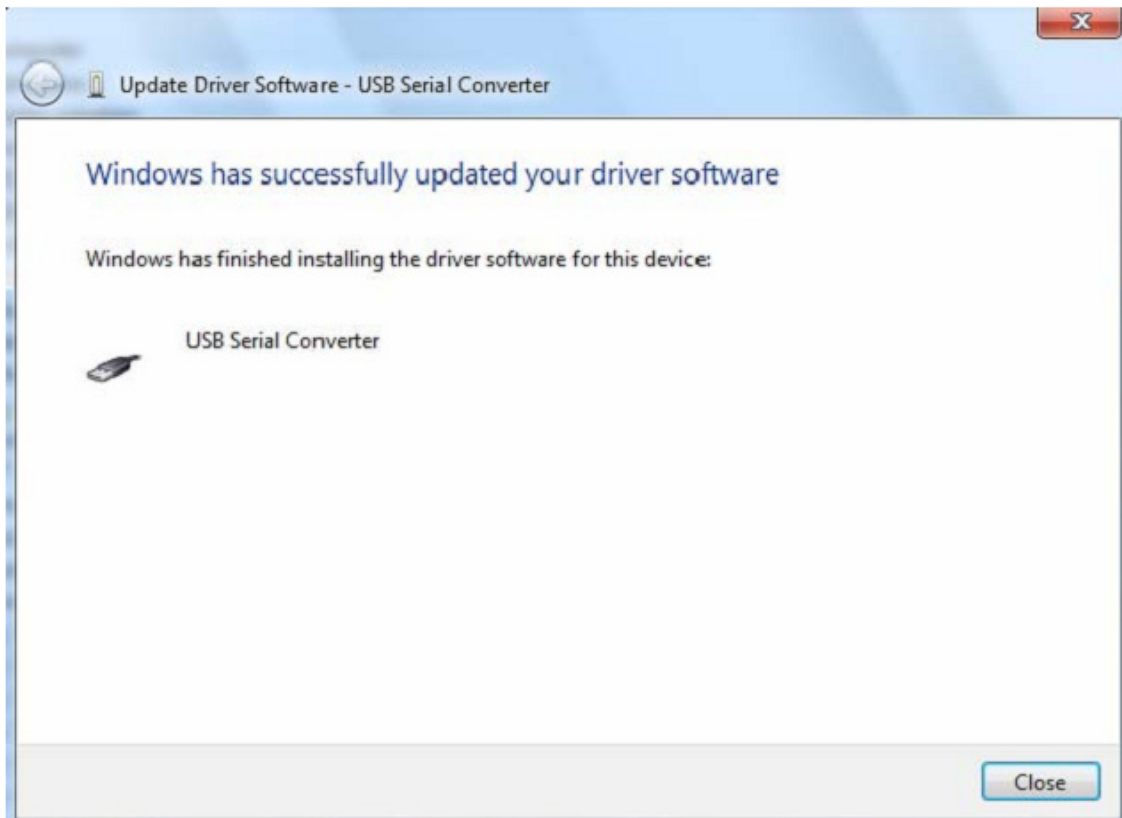 Update Driver Software - USB Serial Converter
Windows has successfully updated your driver software
Windows has finished installing the driver software for this device:
USB Serial Converter
Close